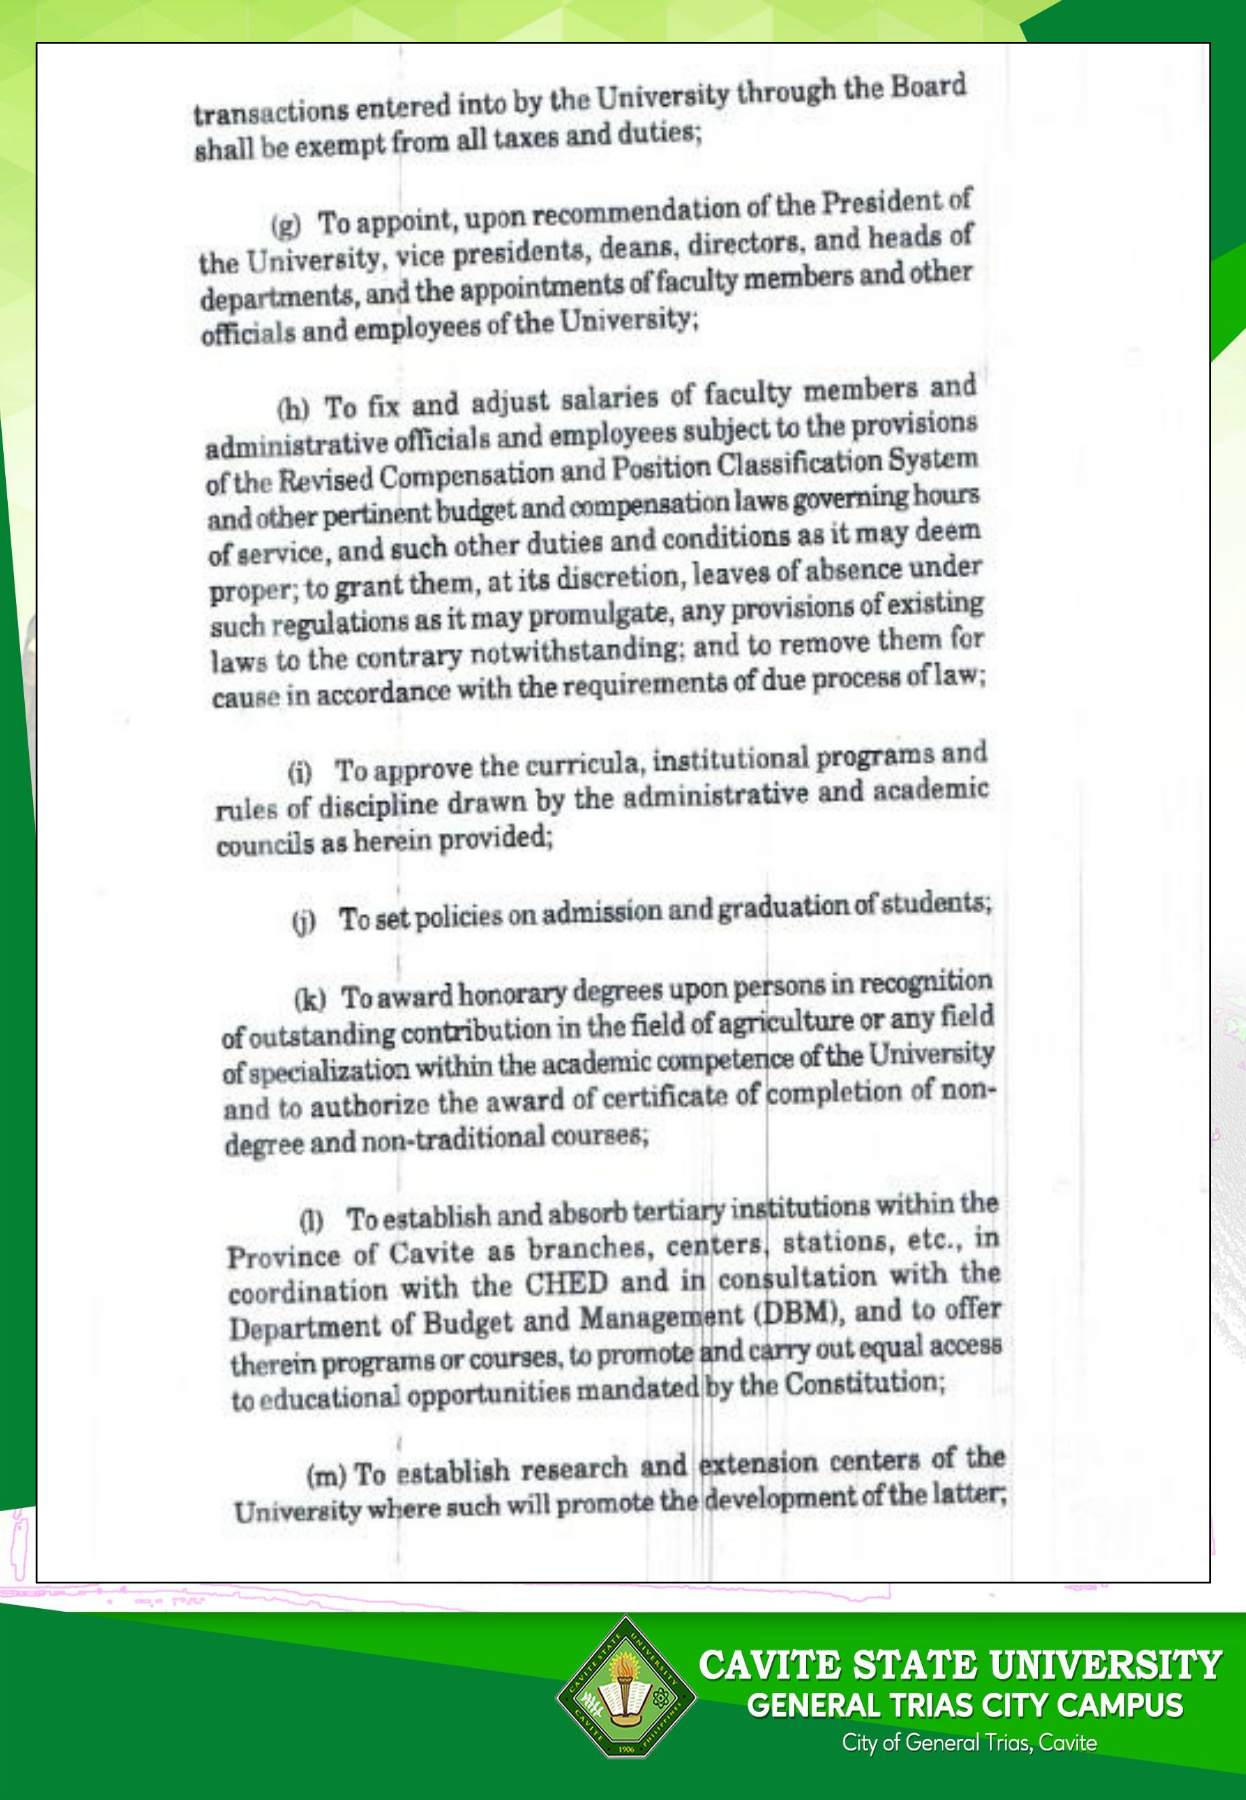 transactions entered into by the University through the Board
shall be exempt from all taxes and duties;
(g) To appoint, upon recommendation of the President of
the University, vice presidents, deans, directors, and heads of
departments, and the appointments of faculty members and other
officials and employees of the University;
(h) To fix and adjust salaries of faculty members and
administrative officials and employees subject to the provisions
of the Revised Compensation and Position Classification System
and other pertinent budget and compensation laws governing hours
of service, and such other duties and conditions as it may deem
proper; to grant them, at its discretion, leaves of absence under
such regulations as it may promulgate, any provisions of existing
laws to the contrary notwithstanding; and to remove them for
cause in accordance with the requirements of due process of law;
(i) To approve the curricula, institutional programs and
rules of discipline drawn by the administrative and academic
councils as herein provided;
(j) To set policies on admission and graduation of students;
(k) To award honorary degrees upon persons in recognition
of outstanding contribution in the field of agriculture or any field
of specialization within the academic competence of the University
and to authorize the award of certificate of completion of non-
degree and non-traditional courses;
(l) To establish and absorb tertiary institutions within the
Province of Cavite as branches, centers, stations, etc., in
coordination with the CHED and in consultation with the
Department of Budget and Management (DBM), and to offer
therein programs or courses, to promote and carry out equal access
to educational opportunities mandated by the Constitution;
(m) To establish research and extension centers of the
University where such will promote the development of the latter;
CAVITE STATE UNIVERSITY
CAVITE PHILIPPINES
1906
CAVITE STATE UNIVERSITY
GENERAL TRIAS CITY CAMPUS
City of General Trias, Cavite